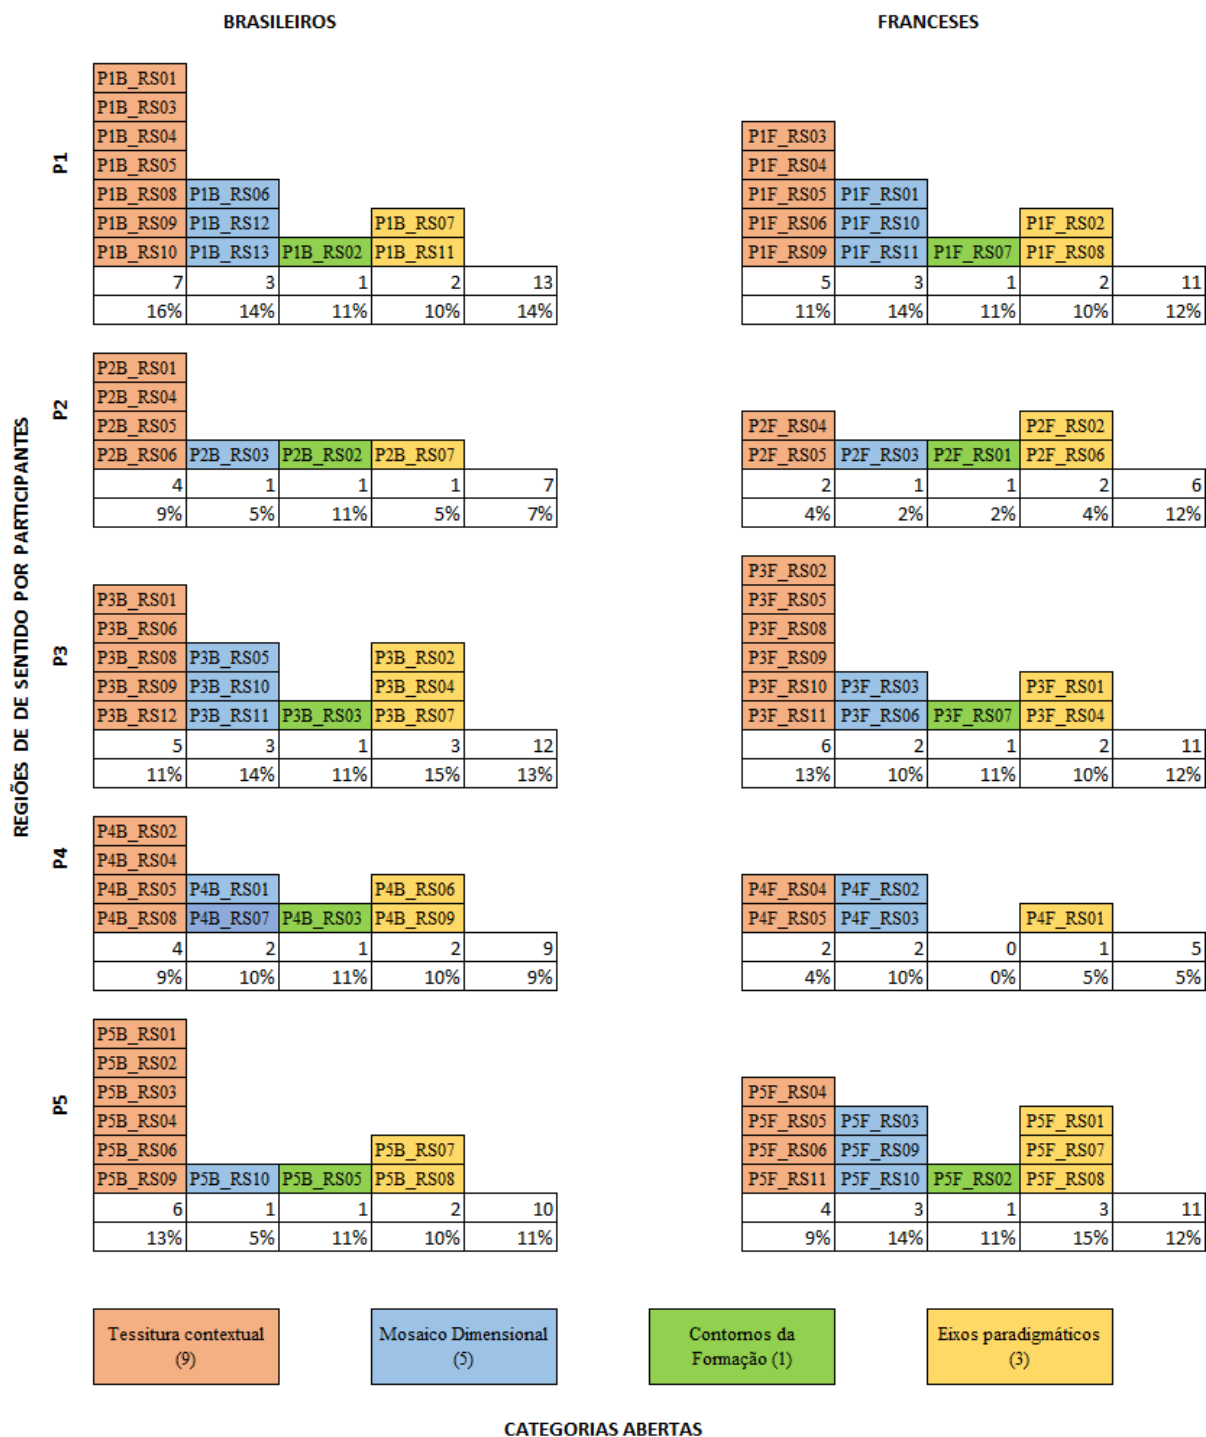 BRASILEIROS FRANCESES
REGIÕES DE DE SENTIDO POR PARTICIPANTES
P1
P1B_RS01
P1B_RS03
P1B_RS04 P1F_RS03
P1B_RS05 P1F_RS04
P1B_RS08 P1B_RS06 P1F_RS05 P1F_RS01
P1B_RS09 P1B_RS12 P1B_RS07 P1F_RS06 P1F_RS10 P1F_RS02
P1B_RS10 P1B_RS13 P1B_RS02 P1B_RS11 P1F_RS09 P1F_RS11 P1F_RS07 P1F_RS08
7 3 1 2 13 5 3 1 2 11
16% 14% 11% 10% 14% 11% 14% 11% 10% 12%
P2
P2B_RS01
P2B_RS04
P2B_RS05 P2F_RS04 P2F_RS02
P2B_RS06 P2B_RS03 P2B_RS02 P2B_RS07 P2F_RS05 P2F_RS03 P2F_RS01 P2F_RS06
4 1 1 1 7 2 1 1 2 6
9% 5% 11% 5% 7% 4% 2% 2% 4% 12%
P3
P3F_RS02
P3B_RS01 P3F_RS05
P3B_RS06 P3F_RS08
P3B_RS08 P3B_RS05 P3B_RS02 P3F_RS09
P3B_RS09 P3B_RS10 P3B_RS04 P3F_RS10 P3F_RS03 P3F_RS01
P3B_RS12 P3B_RS11 P3B_RS03 P3B_RS07 P3F_RS11 P3F_RS06 P3F_RS07 P3F_RS04
5 3 1 3 12 6 2 1 2 11
11% 14% 11% 15% 13% 13% 10% 11% 10% 12%
P4
P4B_RS02
P4B_RS04
P4B_RS05 P4B_RS01 P4B_RS06 P4F_RS04 P4F_RS02
P4B_RS08 P4B_RS07 P4B_RS03 P4B_RS09 P4F_RS05 P4F_RS03 P4F_RS01
4 2 1 2 9 2 2 0 1 5
9% 10% 11% 10% 9% 4% 10% 0% 5% 5%
P5
P5B_RS01
P5B_RS02
P5B_RS03 P5F_RS04
P5B_RS04 P5F_RS05 P5F_RS03 P5F_RS01
P5B_RS06 P5B_RS07 P5F_RS06 P5F_RS09 P5F_RS07
P5B_RS09 P5B_RS10 P5B_RS05 P5B_RS08 P5F_RS11 P5F_RS10 P5F_RS02 P5F_RS08
6 1 1 2 10 4 3 1 3 11
13% 5% 11% 10% 11% 9% 14% 11% 15% 12%
Tessitura contextual
(9)
Mosaico Dimensional
(5)
Contornos da
Formação (1)
Eixos paradigmáticos
(3)
CATEGORIAS ABERTAS